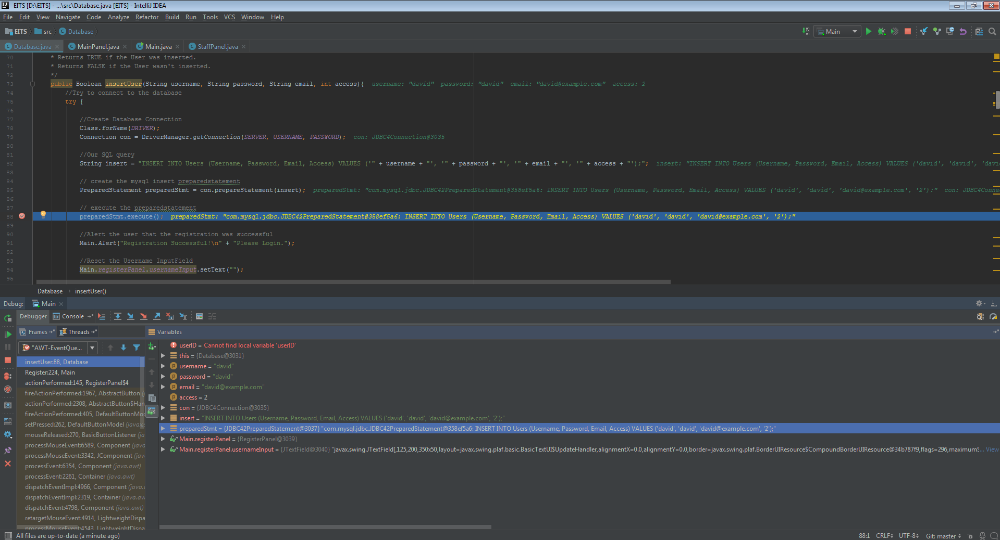 EITS [D:\EITS] - ...\src\Database.java [EITS] - IntelliJ IDEA
File Edit View Navigate Code Analyze Refactor Build Run Tools VCS Window Help
EITS src Database Main
Database.java MainPanel.java Main.java StaffPanel.java
70 * Returns TRUE if the User was inserted.
71 * Returns FALSE if the User wasn't inserted.
72 */
73 public Boolean insertUser(String username, String password, String email, int access){ username: "david" password: "david" email: "david@example.com" access: 2
74 //Try to connect to the database
75 try {
76
77 //Create Database Connection
78 Class.forName(DRIVER);
79 Connection con = DriverManager.getConnection(SERVER, USERNAME, PASSWORD); con: JDBC4Connection@3035
80
81 //Our SQL query
82 String insert = "INSERT INTO Users (Username, Password, Email, Access) VALUES ('" + username + "', '" + password + "', '" + email + "', '" + access + "');"; insert: "INSERT INTO Users (Username, Password, Email, Access) VALUES ('david', 'david', 'davi
83
84 // create the mysql insert preparedstatement
85 PreparedStatement preparedStmt = con.prepareStatement(insert); preparedStmt: "com.mysql.jdbc.JDBC42PreparedStatement@358ef5a6: INSERT INTO Users (Username, Password, Email, Access) VALUES ('david', 'david', 'david@example.com', '2');" con: JDBC4Conne
86
87 // execute the preparedstatement
88 preparedStmt.execute(); preparedStmt: "com.mysql.jdbc.JDBC42PreparedStatement@358ef5a6: INSERT INTO Users (Username, Password, Email, Access) VALUES ('david', 'david', 'david@example.com', '2');"
89
90 //Alert the user that the registration was successful
91 Main.Alert("Registration Successful!\n" + "Please Login.");
92
93 //Reset the Username InputField
94 Main.registerPanel.usernameInput.setText("");
95
Database insertUser()
Debug: Main
Debugger Console
Frames Threads Variables
"AWT-EventQue...
insertUser:88, Database
Register:224, Main
actionPerformed:145, RegisterPanel$4
fireActionPerformed:1967, AbstractButton (j
actionPerformed:2308, AbstractButton$Han
fireActionPerformed:405, DefaultButtonMod
setPressed:262, DefaultButtonModel (javax.
mouseReleased:270, BasicButtonListener (ja
processMouseEvent:6589, Component (java
processMouseEvent:3342, JComponent (jav
processEvent:6354, Component (java.awt)
processEvent:2261, Container (java.awt)
dispatchEventImpl:4966, Component (java.a
dispatchEventImpl:2319, Container (java.aw
dispatchEvent:4798, Component (java.awt)
retargetMouseEvent:4914, LightweightDispa
processMouseEvent:4543, LightweightDispa
userID = Cannot find local variable 'userID'
this = {Database@3031}
username = "david"
password = "david"
email = "david@example.com"
access = 2
con = {JDBC4Connection@3035}
insert = "INSERT INTO Users (Username, Password, Email, Access) VALUES ('david', 'david', 'david@example.com', '2');"
preparedStmt = {JDBC42PreparedStatement@3037} "com.mysql.jdbc.JDBC42PreparedStatement@358ef5a6: INSERT INTO Users (Username, Password, Email, Access) VALUES ('david', 'david', 'david@example.com', '2');"
Main.registerPanel = {RegisterPanel@3039}
Main.registerPanel.usernameInput = {JTextField@3040} "javax.swing.JTextField[,125,200,350x50,layout=javax.swing.plaf.basic.BasicTextUI$UpdateHandler,alignmentX=0.0,alignmentY=0.0,border=javax.swing.plaf.BorderUIResource$CompoundBorderUIResource@34b787f9,flags=296,maximumS... View
All files are up-to-date (a minute ago) 88:1 CRLF UTF-8 Git: master